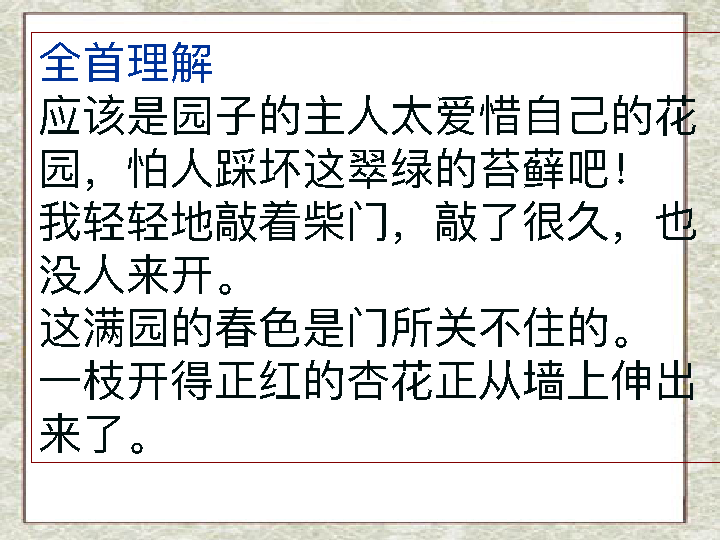 全首理解
应该是园子的主人太爱惜自己的花
园，怕人踩坏这翠绿的苔藓吧！
我轻轻地敲着柴门，敲了很久，也
没人来开。
这满园的春色是门所关不住的。
一枝开得正红的杏花正从墙上伸出
来了。